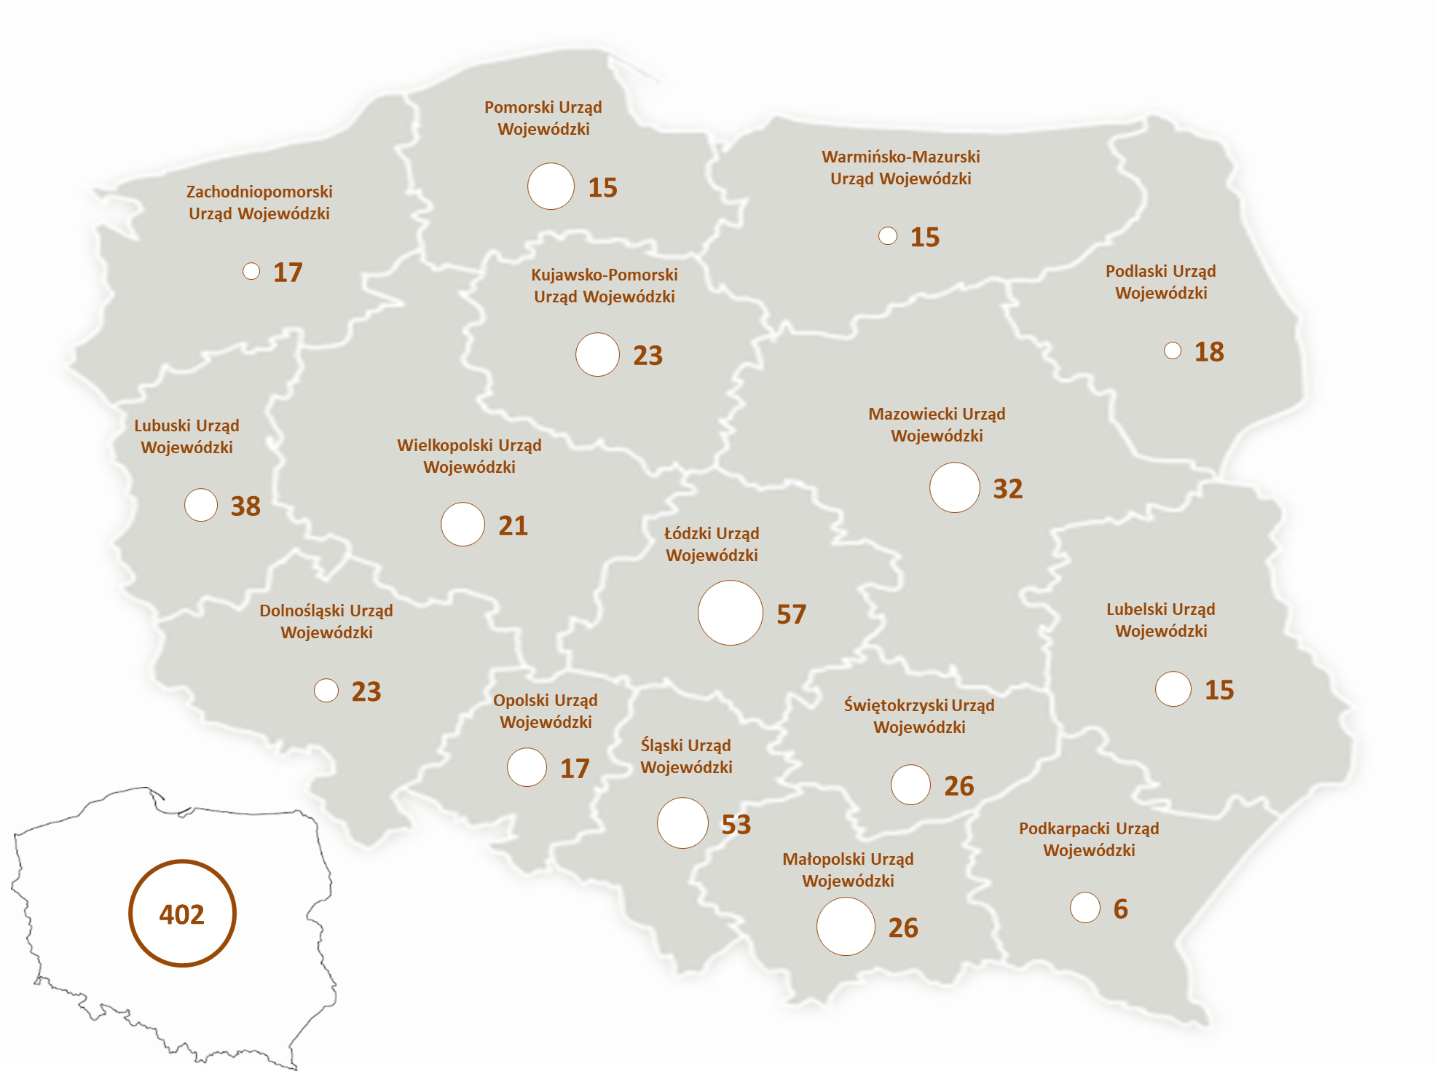 Pomorski Urząd
Wojewódzki
15
Warmińsko-Mazurski
Urząd Wojewódzki
15
Zachodniopomorski
Urząd Wojewódzki
17
Kujawsko-Pomorski
Urząd Wojewódzki
23
Podlaski Urząd
Wojewódzki
18
Lubuski Urząd
Wojewódzki
38
Wielkopolski Urząd
Wojewódzki
21
Mazowiecki Urząd
Wojewódzki
32
Łódzki Urząd
Wojewódzki
57
Dolnośląski Urząd
Wojewódzki
23
Lubelski Urząd
Wojewódzki
15
Opolski Urząd
Wojewódzki
17
Śląski Urząd
Wojewódzki
53
Świętokrzyski Urząd
Wojewódzki
26
Małopolski Urząd
Wojewódzki
26
Podkarpacki Urząd
Wojewódzki
6
402